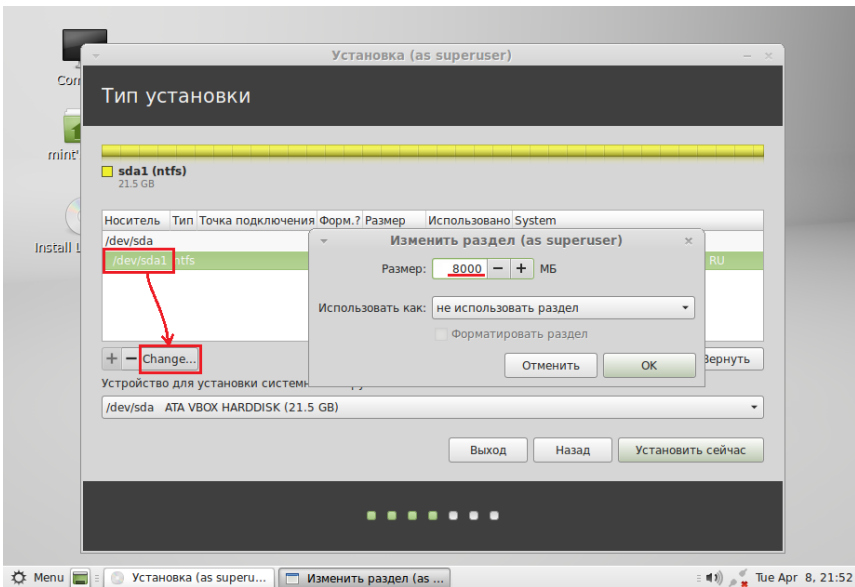 Установка (as superuser)
Тип установки
mint'
Install L
sda1 (ntfs)
21.5 GB
Носитель Тип Точка подключения Форм.? Размер Использовано System
/dev/sda
/dev/sda1 ntfs RU
Изменить раздел (as superuser)
Размер: 8000 − + МБ
Использовать как: не использовать раздел
Форматировать раздел
Отменить OK
+ − Change... Вернуть
Устройство для установки
/dev/sda ATA VBOX HARDDISK (21.5 GB)
Выход Назад Установить сейчас
Menu Установка (as superu... Изменить раздел (as ... Tue Apr 8, 21:52